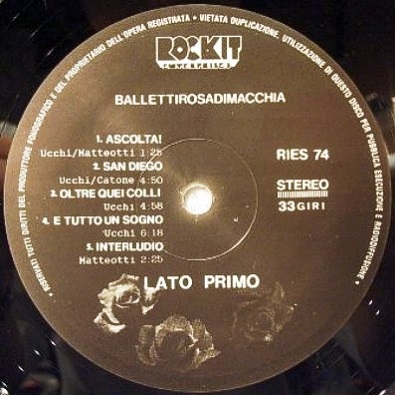 RISERVATI TUTTI DIRITTI DEL PRODUTTORE FONOGRAFICO E DEL PROPRIETARIO DELL'OPERA REGISTRATA • VIETATA DUPLICAZIONE, UTILIZZAZIONE DI QUESTO DISCO PER PUBBLICA ESECUZIONE E RADIODIFFUSIONE •
ROCKIT
ENTERPRISES
BALLETTIROSADIMACCHIA
1. ASCOLTA!
Ucchi/Matteotti 1:25
2. SAN DIEGO
Ucchi/Catone 4:50
3. OLTRE QUEI COLLI
Ucchi 4:58
4. E TUTTO UN SOGNO
Ucchi 6:18
5. INTERLUDIO
Matteotti 2:25
RIES 74
STEREO
33GIRI
LATO PRIMO